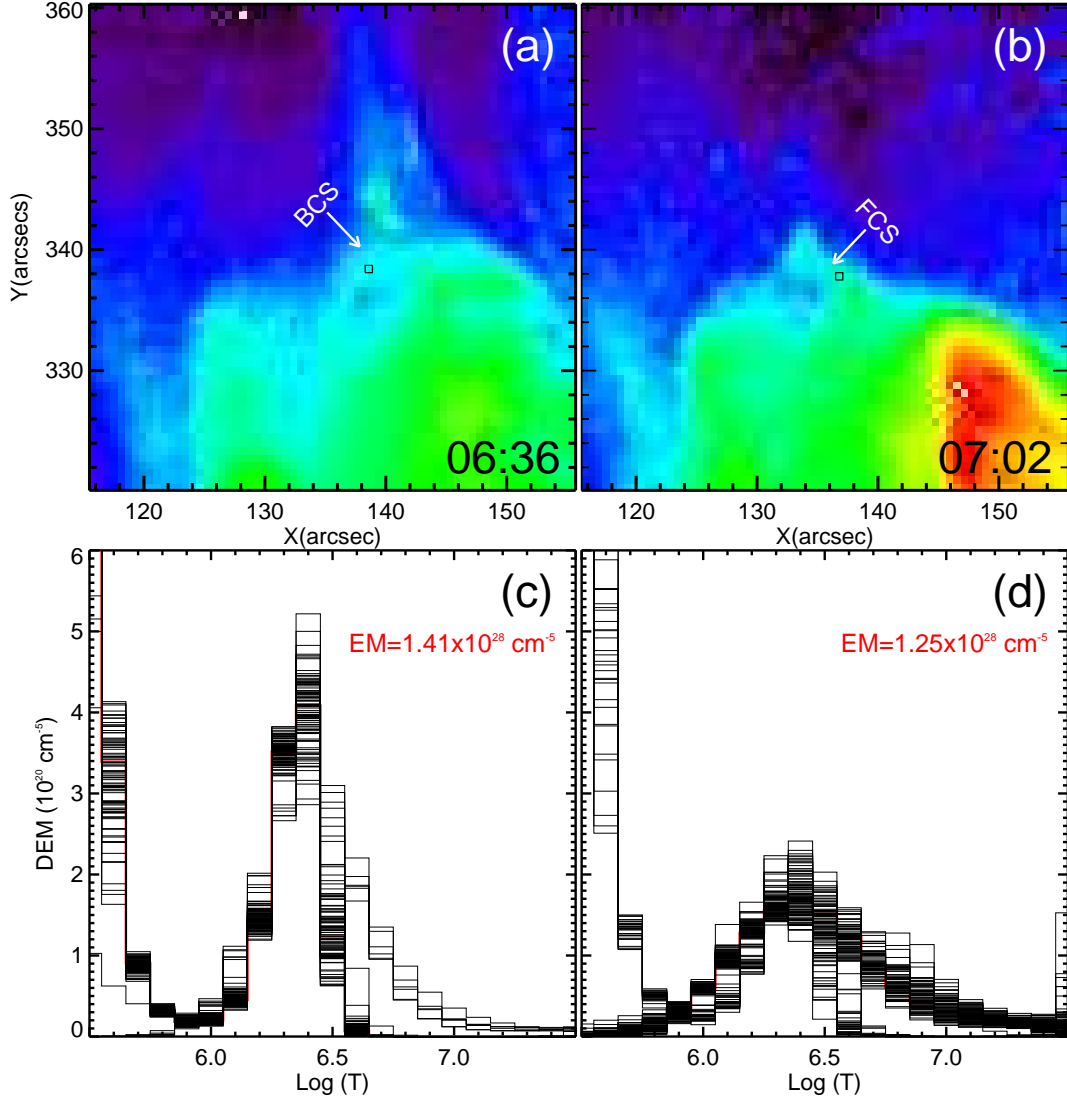 360
350
340
330
Y(arcsecs)
(a)
BCS
06:36
120
130
140
150
X(arcsec)
(b)
FCS
07:02
120
130
140
150
X(arcsec)
6
5
4
3
2
1
0
DEM (10²⁰ cm⁻⁵)
(c)
EM=1.41x10²⁸ cm⁻⁵
6.0
6.5
7.0
Log (T)
(d)
EM=1.25x10²⁸ cm⁻⁵
6.0
6.5
7.0
Log (T)